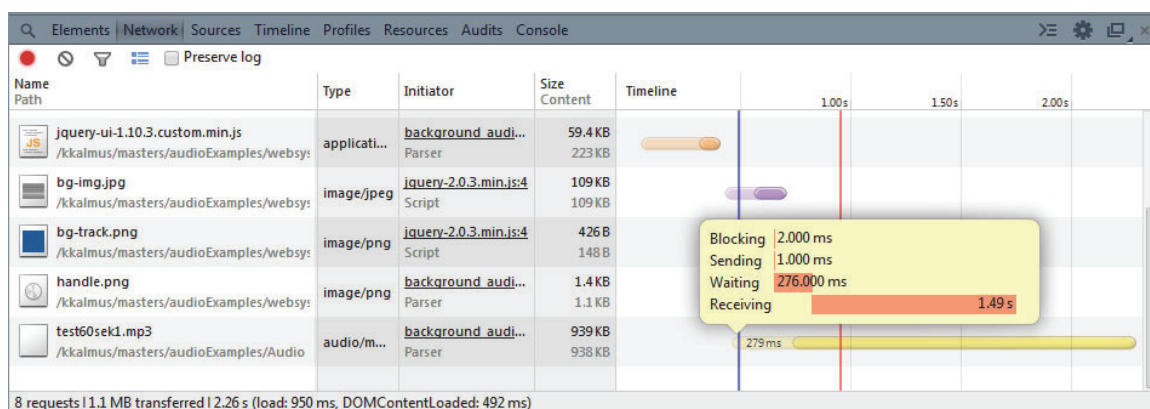 Elements Network Sources Timeline Profiles Resources Audits Console
Preserve log
Name Path Type Initiator Size Content Timeline 1.00s 1.50s 2.00s
jquery-ui-1.10.3.custom.min.js applicati... background_audi... 59.4 KB
JS /kkalmus/masters/audioExamples/websys Parser 223 KB
bg-img.jpg image/jpeg jquery-2.0.3.min.js:4 109 KB
/kkalmus/masters/audioExamples/websys Script 109 KB
bg-track.png image/png jquery-2.0.3.min.js:4 426 B
/kkalmus/masters/audioExamples/websys Script 148 B
handle.png image/png background_audi... 1.4 KB
/kkalmus/masters/audioExamples/websys Parser 1.1 KB
test60sek1.mp3 audio/m... background_audi... 939 KB
/kkalmus/masters/audioExamples/Audio Parser 938 KB
Blocking 2.000 ms
Sending 1.000 ms
Waiting 276.000 ms
Receiving 1.49 s
279 ms
8 requests | 1.1 MB transferred | 2.26 s (load: 950 ms, DOMContentLoaded: 492 ms)